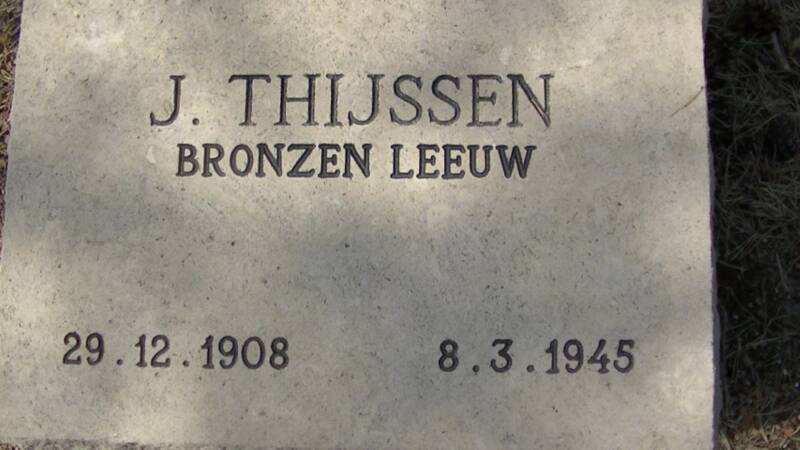 J. THIJSSEN
BRONZEN LEEUW
29.12.1908 8.3.1945